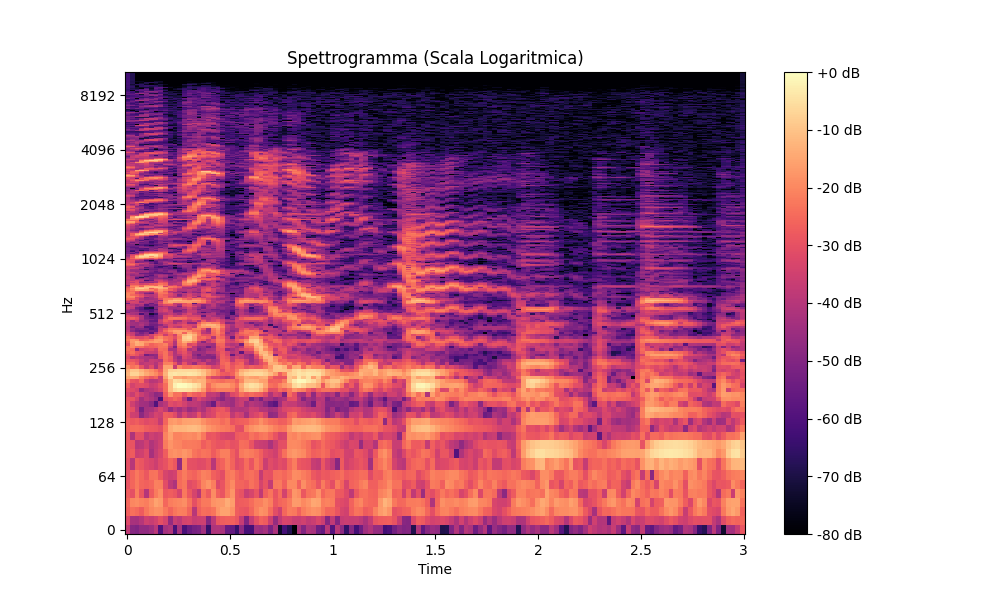 Spettrogramma (Scala Logaritmica)
Hz
8192
4096
2048
1024
512
256
128
64
0
0
0.5
1
1.5
2
2.5
3
Time
+0 dB
-10 dB
-20 dB
-30 dB
-40 dB
-50 dB
-60 dB
-70 dB
-80 dB